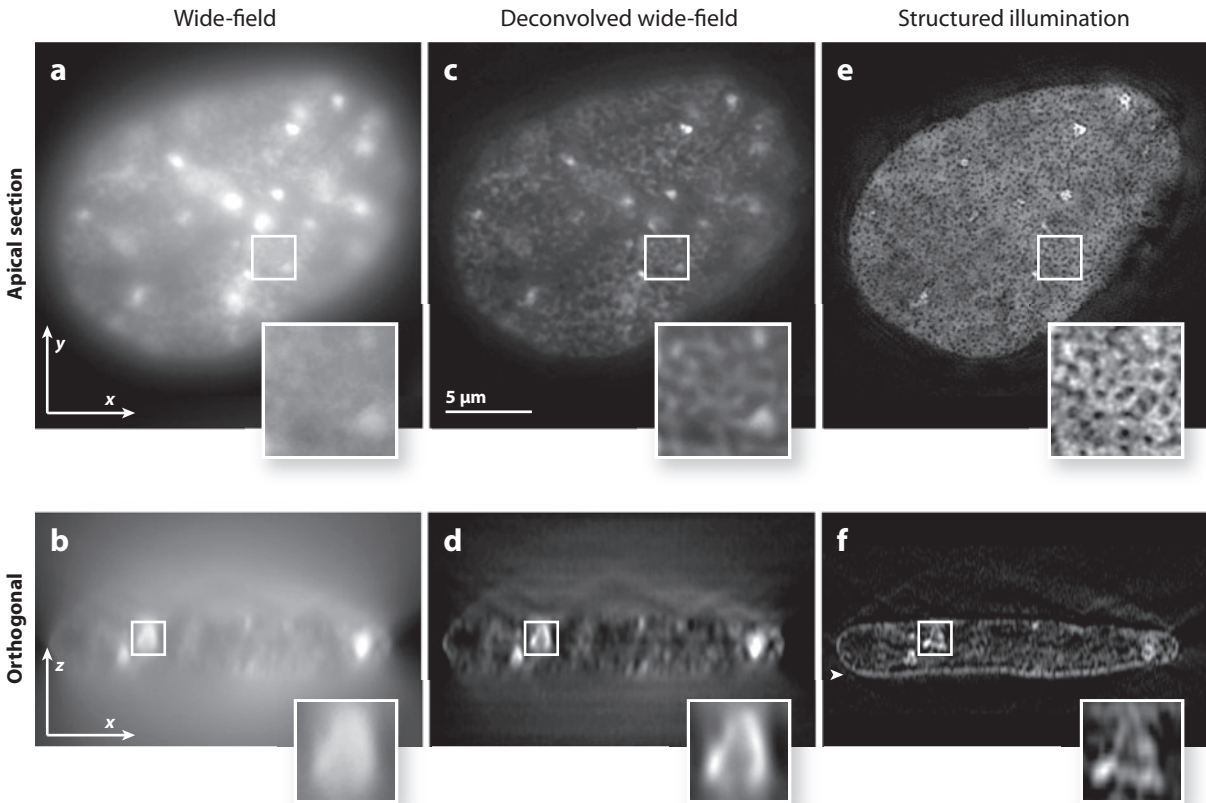 Wide-field
Deconvolved wide-field
Structured illumination
Apical section
a
c
e
y
x
5 µm
Orthogonal
b
d
f
z
x